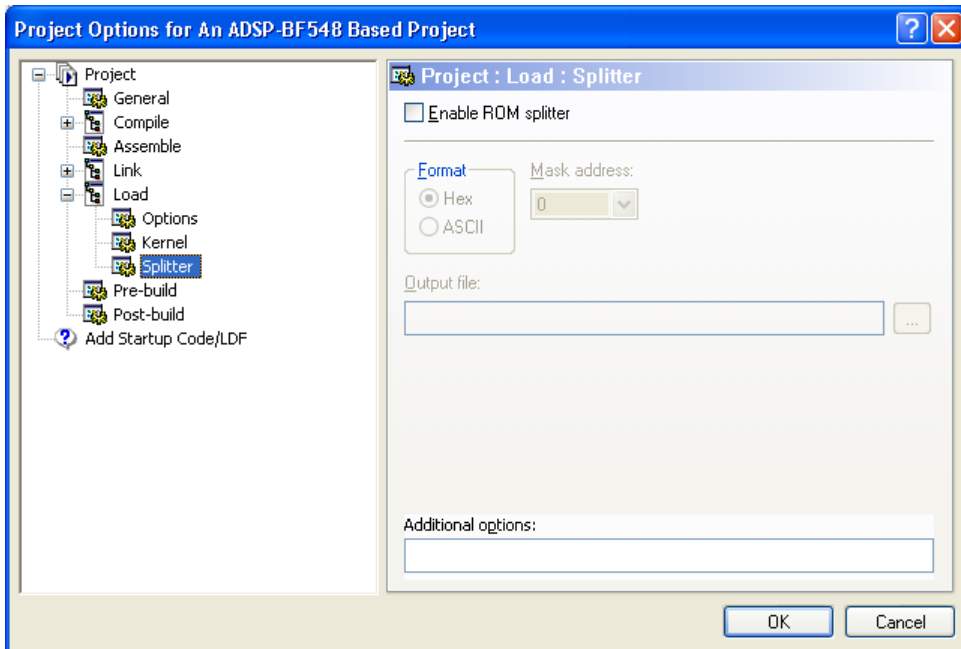 Project Options for An ADSP-BF548 Based Project
Project
General
Compile
Assemble
Link
Load
Options
Kernel
Splitter
Pre-build
Post-build
Add Startup Code/LDF
Project : Load : Splitter
Enable ROM splitter
Format
Hex
ASCII
Mask address:
0
Output file:
...
Additional options:
OK
Cancel